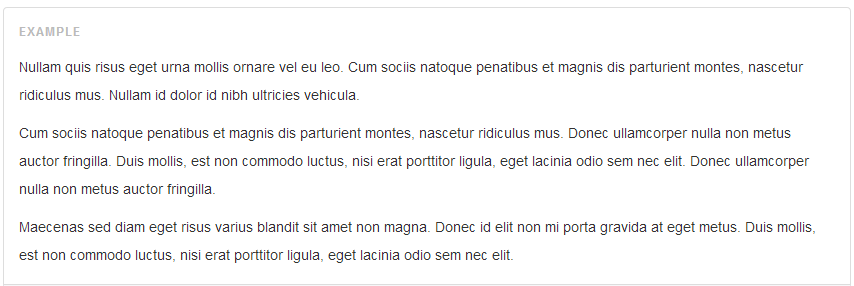 EXAMPLE
Nullam quis risus eget urna mollis ornare vel eu leo. Cum sociis natoque penatibus et magnis dis parturient montes, nascetur
ridiculus mus. Nullam id dolor id nibh ultricies vehicula.
Cum sociis natoque penatibus et magnis dis parturient montes, nascetur ridiculus mus. Donec ullamcorper nulla non metus
auctor fringilla. Duis mollis, est non commodo luctus, nisi erat porttitor ligula, eget lacinia odio sem nec elit. Donec ullamcorper
nulla non metus auctor fringilla.
Maecenas sed diam eget risus varius blandit sit amet non magna. Donec id elit non mi porta gravida at eget metus. Duis mollis,
est non commodo luctus, nisi erat porttitor ligula, eget lacinia odio sem nec elit.